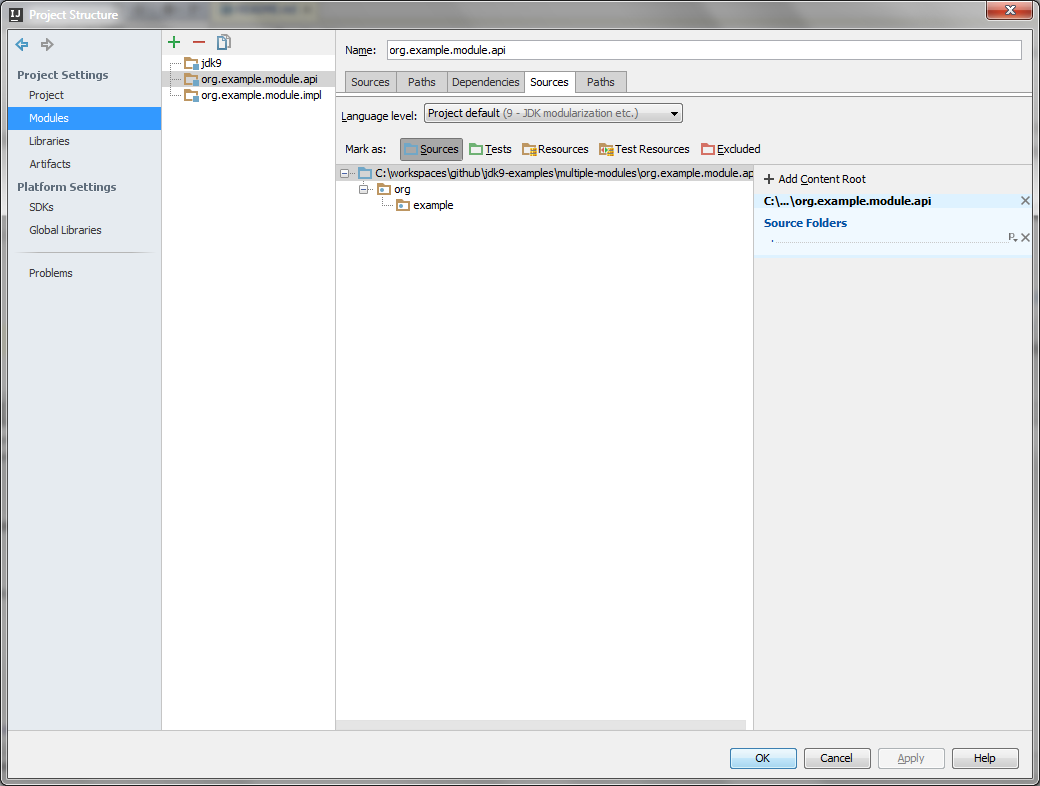 Project Structure
Project Settings
Project
Modules
Libraries
Artifacts
Platform Settings
SDKs
Global Libraries
Problems
jdk9
org.example.module.api
org.example.module.impl
Name: org.example.module.api
Sources Paths Dependencies Sources Paths
Language level: Project default (9 - JDK modularization etc.)
Mark as: Sources Tests Resources Test Resources Excluded
C:\workspaces\github\jdk9-examples\multiple-modules\org.example.module.ap
org
example
+ Add Content Root
C:\...\org.example.module.api
Source Folders
.
P
OK Cancel Apply Help